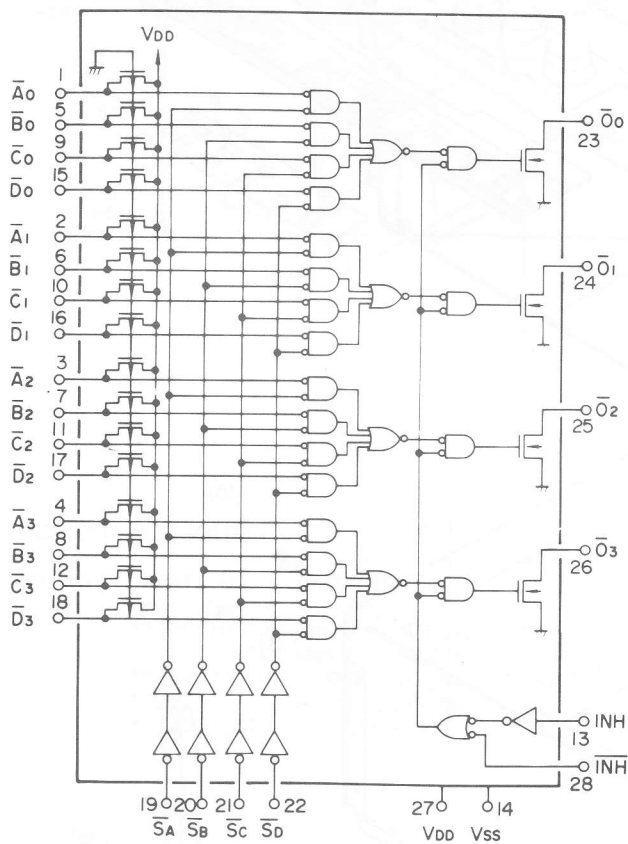 VDD
1
A̅0
5
B̅0
9
C̅0
15
D̅0
O̅0
23
2
A̅1
6
B̅1
10
C̅1
16
D̅1
O̅1
24
3
A̅2
7
B̅2
11
C̅2
17
D̅2
O̅2
25
4
A̅3
8
B̅3
12
C̅3
18
D̅3
O̅3
26
INH
13
I̅N̅H̅
28
19 20 21 22
S̅A S̅B S̅C S̅D
27 14
VDD VSS